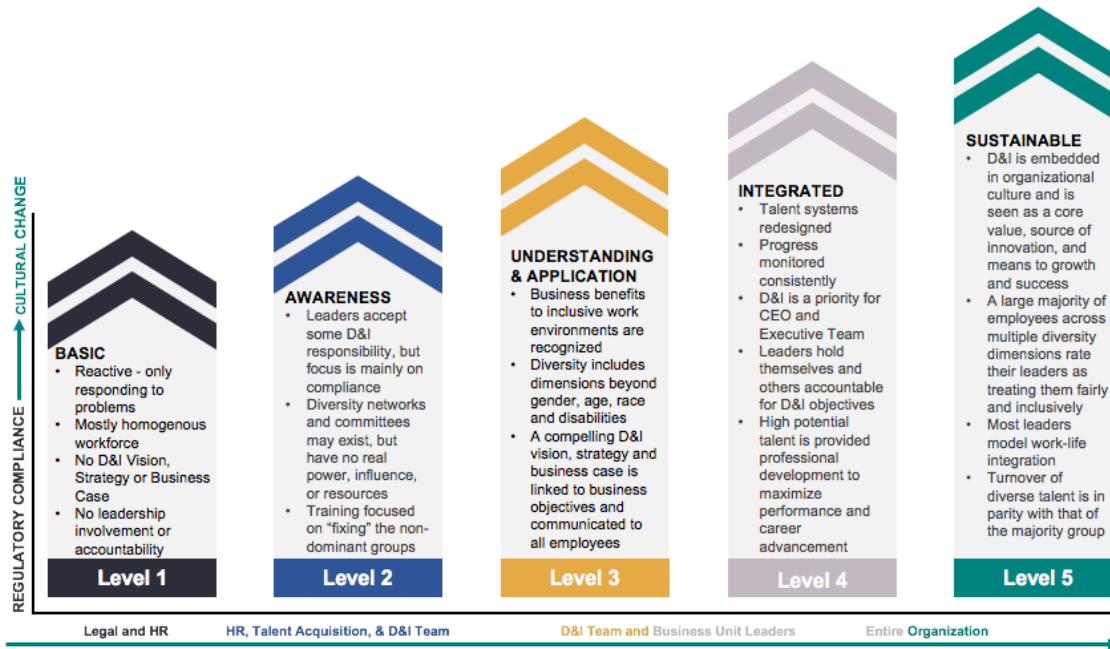 BASIC
• Reactive - only
responding to
problems
• Mostly homogenous
workforce
• No D&I Vision,
Strategy or Business
Case
• No leadership
involvement or
accountability
Level 1
AWARENESS
• Leaders accept
some D&I
responsibility, but
focus is mainly on
compliance
• Diversity networks
and committees
may exist, but
have no real
power, influence,
or resources
• Training focused
on "fixing" the non-
dominant groups
Level 2
UNDERSTANDING
& APPLICATION
• Business benefits
to inclusive work
environments are
recognized
• Diversity includes
dimensions beyond
gender, age, race
and disabilities
• A compelling D&I
vision, strategy and
business case is
linked to business
objectives and
communicated to
all employees
Level 3
INTEGRATED
• Talent systems
redesigned
• Progress
monitored
consistently
• D&I is a priority for
CEO and
Executive Team
• Leaders hold
themselves and
others accountable
for D&I objectives
• High potential
talent is provided
professional
development to
maximize
performance and
career
advancement
Level 4
SUSTAINABLE
• D&I is embedded
in organizational
culture and is
seen as a core
value, source of
innovation, and
means to growth
and success
• A large majority of
employees across
multiple diversity
dimensions rate
their leaders as
treating them fairly
and inclusively
• Most leaders
model work-life
integration
• Turnover of
diverse talent is in
parity with that of
the majority group
Level 5
REGULATORY COMPLIANCE
CULTURAL CHANGE
Legal and HR
HR, Talent Acquisition, & D&I Team
D&I Team and Business Unit Leaders
Entire Organization